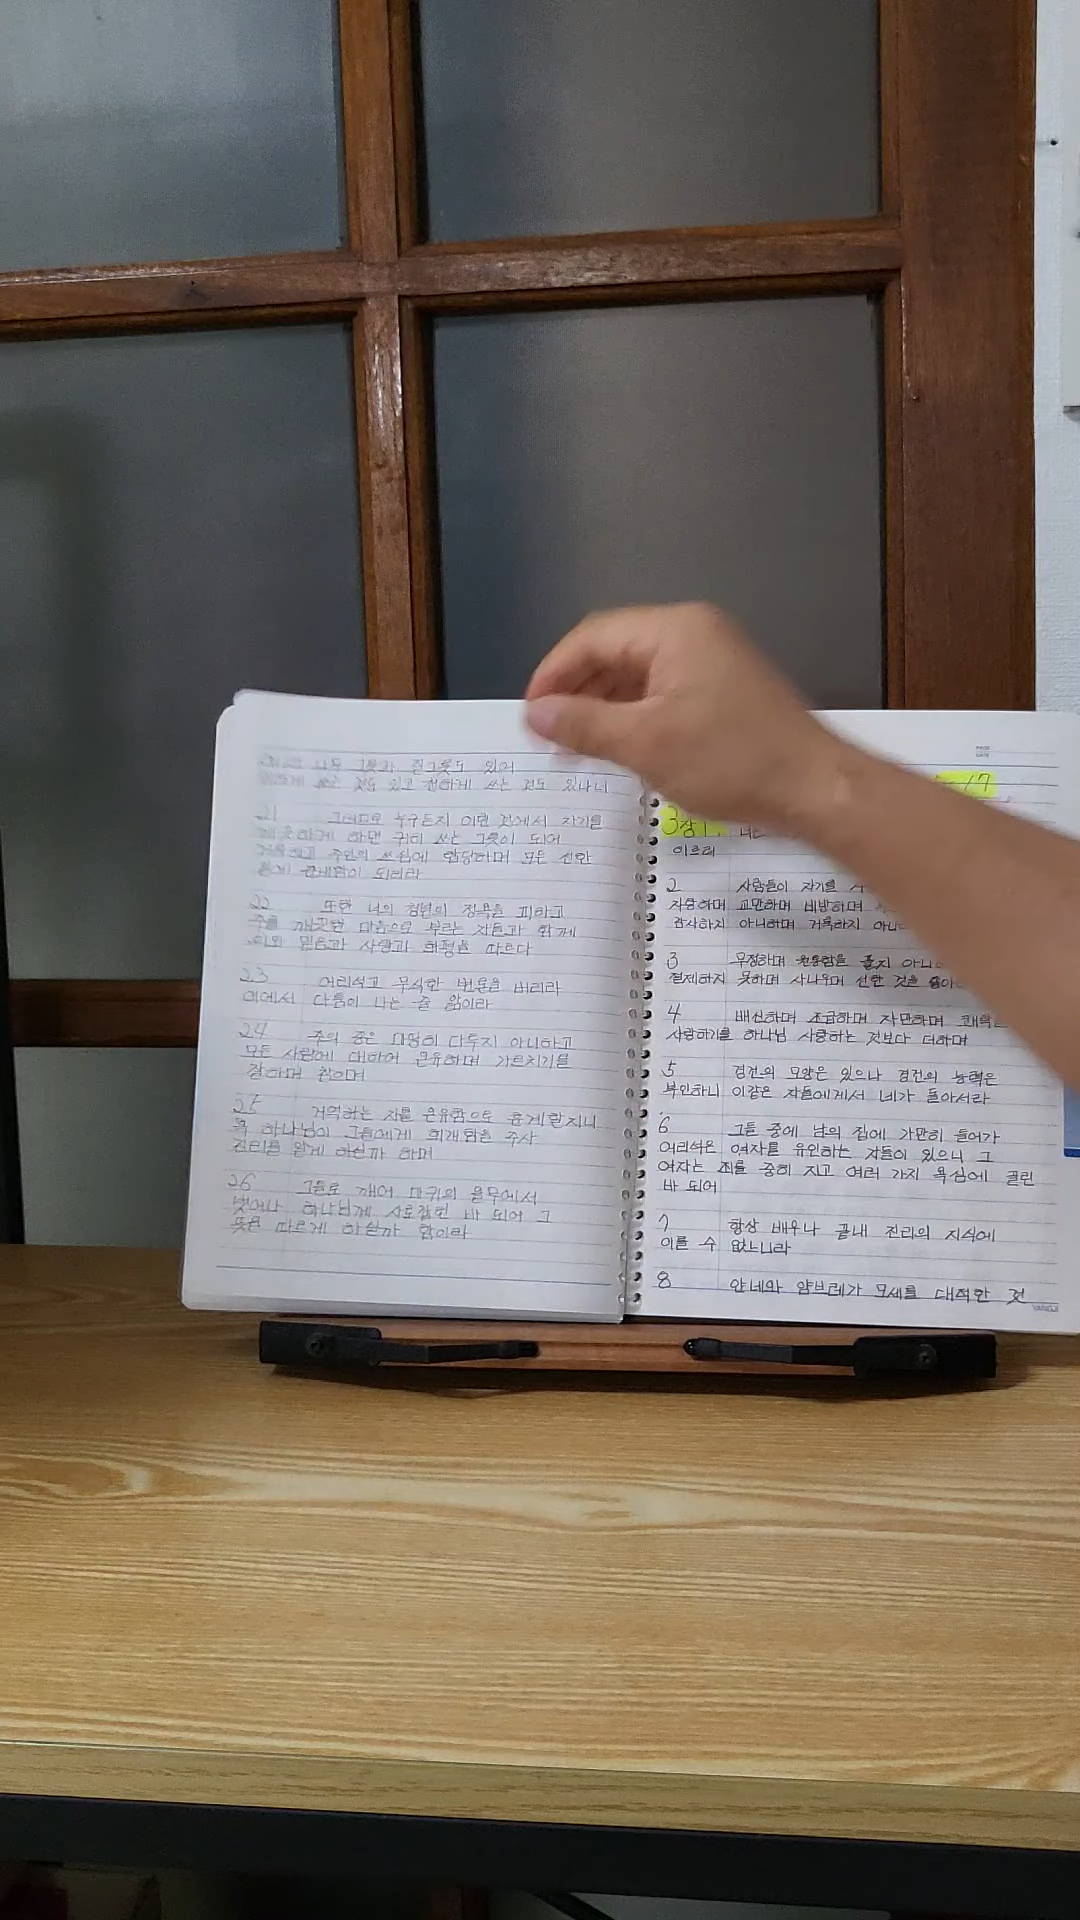 나무 그릇과 질그릇도 있어
쓰는 것도 있고 천하게 쓰는 것도 있나니
21 그러므로 누구든지 이런 것에서 자기를
깨끗하게 하면 귀히 쓰는 그릇이 되어
거룩하고 주인의 쓰심에 합당하며 모든 선한
일에 준비함이 되리라
22 또한 너의 청년의 정욕을 피하고
주를 깨끗한 마음으로 부르는 자들과 함께
의와 믿음과 사랑과 화평을 따르라
23 어리석고 무식한 변론을 버리라
이에서 다툼이 나는 줄 앎이라
24 주의 종은 마땅히 다투지 아니하고
모든 사람에 대하여 온유하며 가르치기를
잘하며 참으며
25 거역하는 자를 온유함으로 훈계할지니
혹 하나님이 그들에게 회개함을 주사
진리를 알게 하실까 하며
26 그들로 깨어 마귀의 올무에서
벗어나 하나님께 사로잡힌 바 되어 그
뜻을 따르게 하실까 함이라
PAGE
DATE
17
3장1. 너는
이르러
2 사람들이 자기를 사
자랑하며 교만하며 비방하며
감사하지 아니하며 거룩하지 아니
3 무정하며 원통함을 풀지 아니
절제하지 못하며 사나우며 선한 것을
4 배신하며 조급하며 자만하며 쾌락
사랑하기를 하나님 사랑하는 것보다 더하며
5 경건의 모양은 있으나 경건의 능력은
부인하니 이같은 자들에게서 네가 돌아서라
6 그들 중에 남의 집에 가만히 들어가
어리석은 여자를 유인하는 자들이 있으니 그
여자는 죄를 중히 지고 여러 가지 욕심에 끌린
바 되어
7 항상 배우나 끝내 진리의 지식에
이를 수 없느니라
8 얀네와 얌브레가 모세를 대적한 것
YANGJI